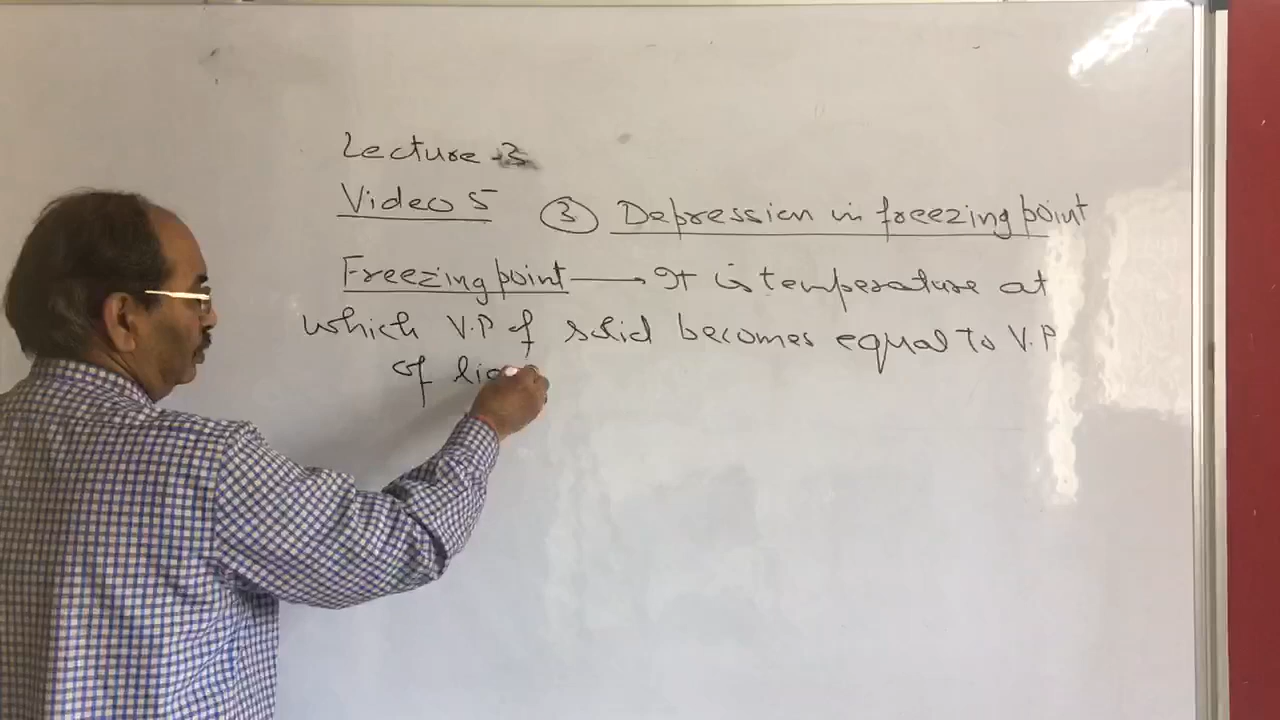 Lecture-3
Video 5 ③ Depression in freezing point
Freezing point → It is temperature at
which V.P of solid becomes equal to V.P
of